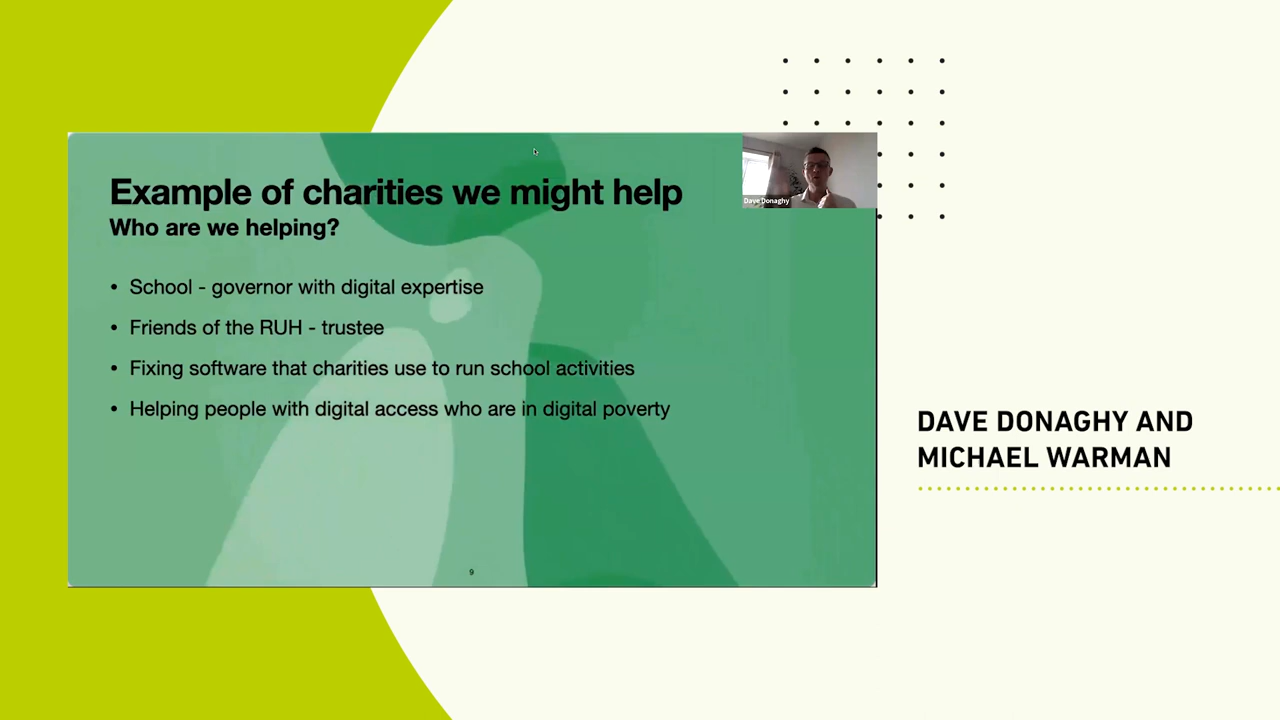 Example of charities we might help
Who are we helping?
• School - governor with digital expertise
• Friends of the RUH - trustee
• Fixing software that charities use to run school activities
• Helping people with digital access who are in digital poverty
9
Dave Donaghy
DAVE DONAGHY AND
MICHAEL WARMAN